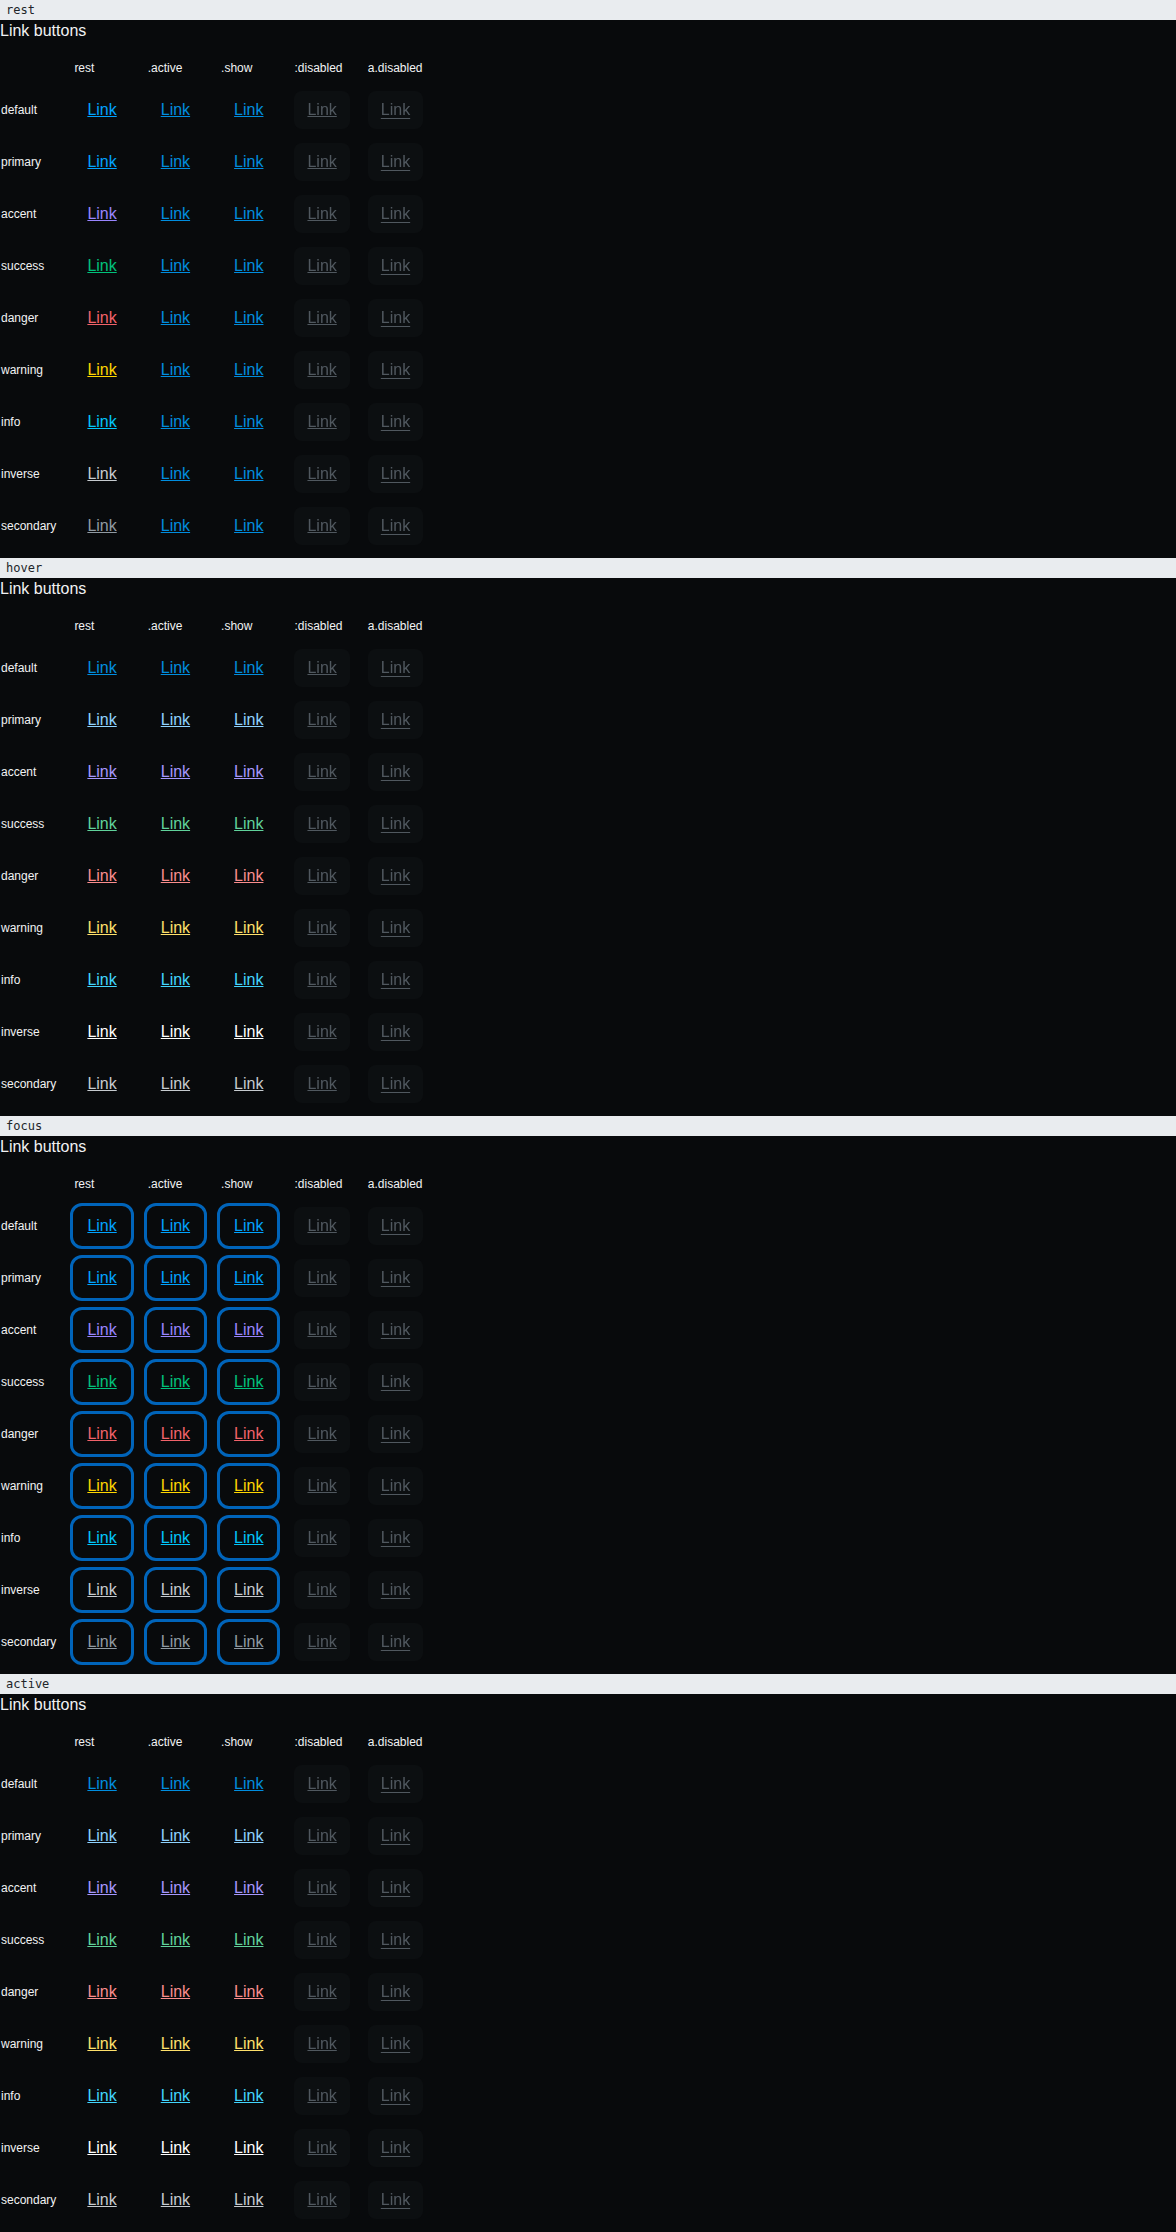 rest
Link buttons
rest .active .show :disabled a.disabled
default Link Link Link Link Link
primary Link Link Link Link Link
accent Link Link Link Link Link
success Link Link Link Link Link
danger Link Link Link Link Link
warning Link Link Link Link Link
info Link Link Link Link Link
inverse Link Link Link Link Link
secondary Link Link Link Link Link
hover
Link buttons
rest .active .show :disabled a.disabled
default Link Link Link Link Link
primary Link Link Link Link Link
accent Link Link Link Link Link
success Link Link Link Link Link
danger Link Link Link Link Link
warning Link Link Link Link Link
info Link Link Link Link Link
inverse Link Link Link Link Link
secondary Link Link Link Link Link
focus
Link buttons
rest .active .show :disabled a.disabled
default Link Link Link Link Link
primary Link Link Link Link Link
accent Link Link Link Link Link
success Link Link Link Link Link
danger Link Link Link Link Link
warning Link Link Link Link Link
info Link Link Link Link Link
inverse Link Link Link Link Link
secondary Link Link Link Link Link
active
Link buttons
rest .active .show :disabled a.disabled
default Link Link Link Link Link
primary Link Link Link Link Link
accent Link Link Link Link Link
success Link Link Link Link Link
danger Link Link Link Link Link
warning Link Link Link Link Link
info Link Link Link Link Link
inverse Link Link Link Link Link
secondary Link Link Link Link Link